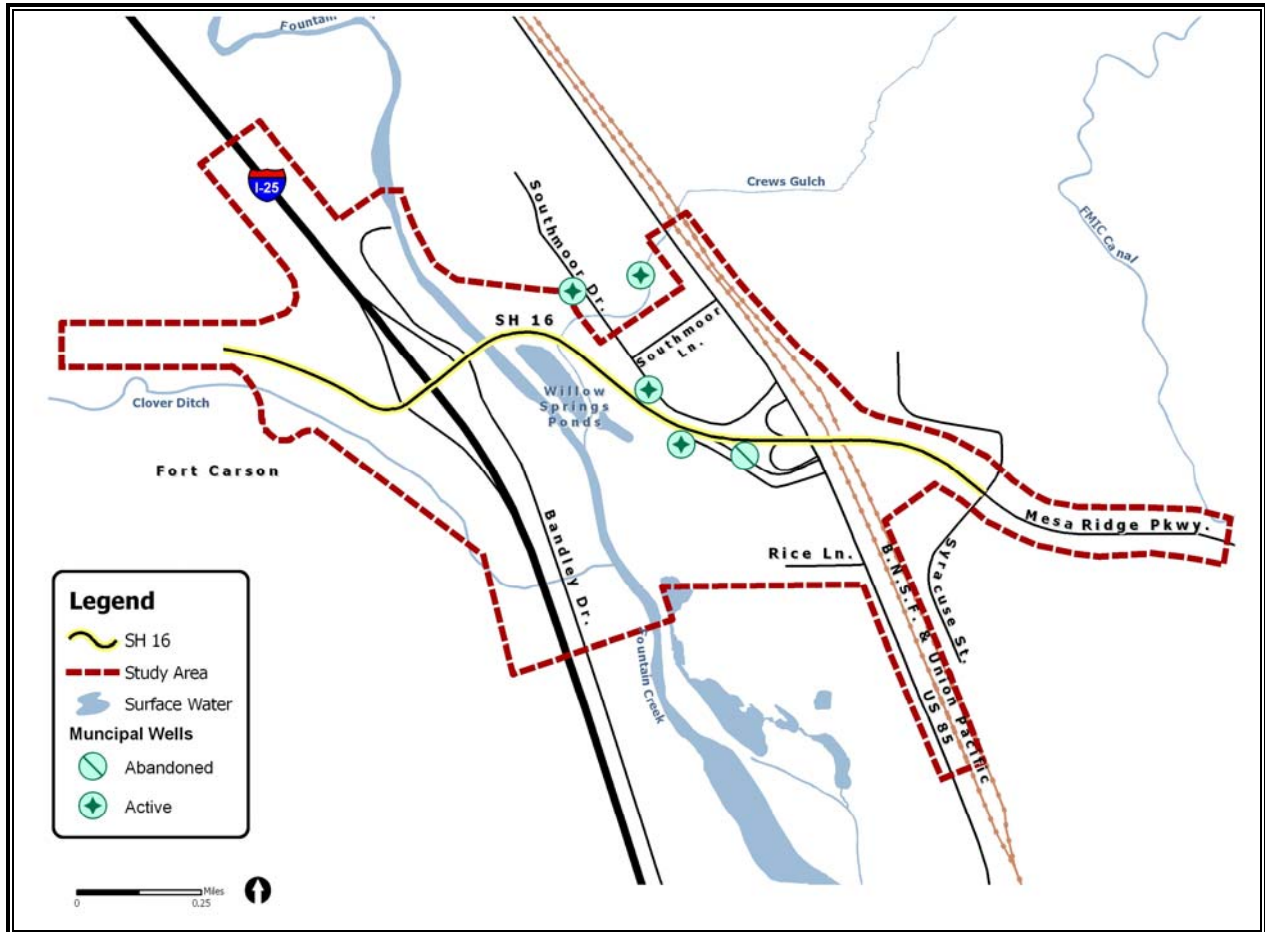 Fountain
I-25
Crews Gulch
Southmoor Dr.
FMIC Canal
SH 16
Southmoor
Ln.
Willow
Springs
Ponds
Clover Ditch
Fort Carson
Bandley Dr.
Mesa Ridge Pkwy.
Rice Ln.
Syracuse St.
B.N.S.F. & Union Pacific
US 85
Fountain Creek
Legend
SH 16
Study Area
Surface Water
Muncipal Wells
Abandoned
Active
Miles
0 0.25